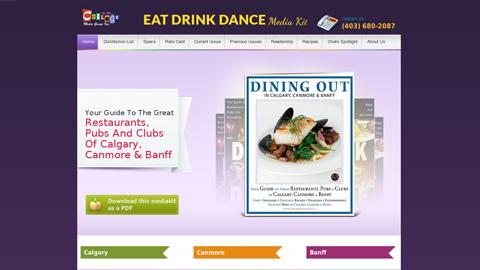 College
Media Group Inc.
EAT DRINK DANCE Media Kit
Contact Us
(403) 680-2087
Home
Distribution List
Specs
Rate Card
Current Issue
Previous Issues
Readership
Recipes
Chef's Spotlight
About Us
Your Guide To The Great
Restaurants,
Pubs And Clubs
Of Calgary,
Canmore & Banff
DINING OUT
IN CALGARY, CANMORE & BANFF
YOUR GUIDE TO GREAT RESTAURANTS, PUBS & CLUBS
OF CALGARY, CANMORE & BANFF
Download this mediakit
as a PDF
Calgary
Canmore
Banff